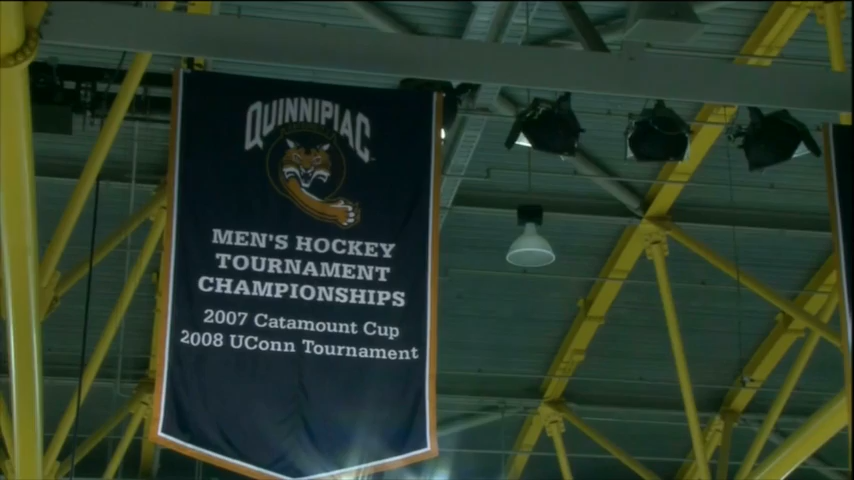 QUINNIPIAC
MEN'S HOCKEY
TOURNAMENT
CHAMPIONSHIPS
2007 Catamount Cup
2008 UConn Tournament